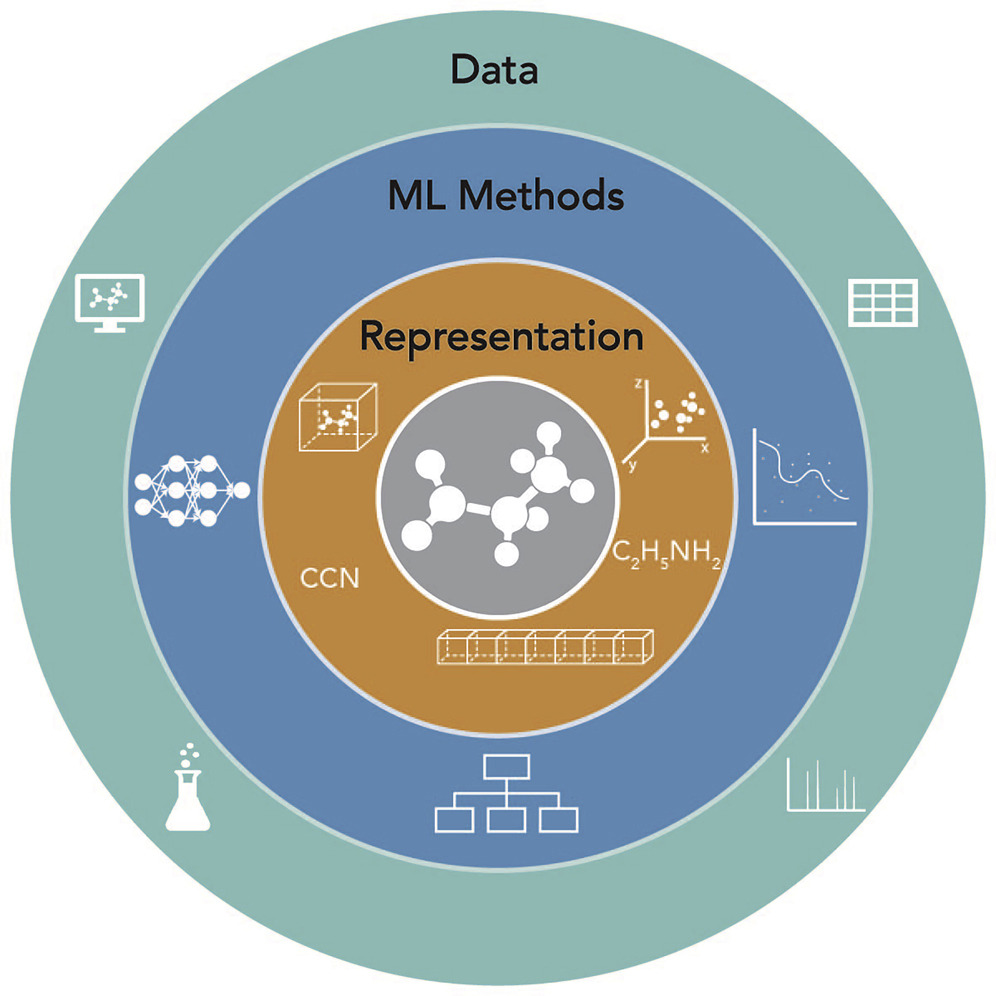 Data
ML Methods
Representation
z
x
y
CCN
C₂H₅NH₂